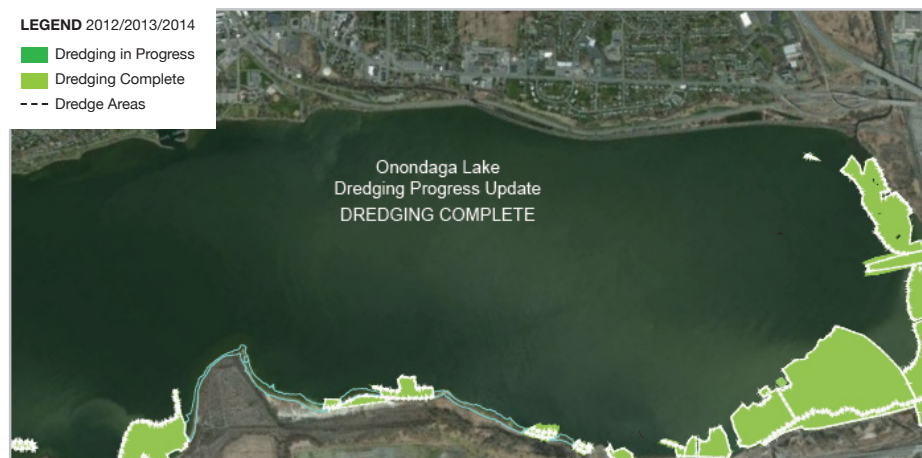 LEGEND 2012/2013/2014
Dredging in Progress
Dredging Complete
Dredge Areas
Onondaga Lake
Dredging Progress Update
DREDGING COMPLETE